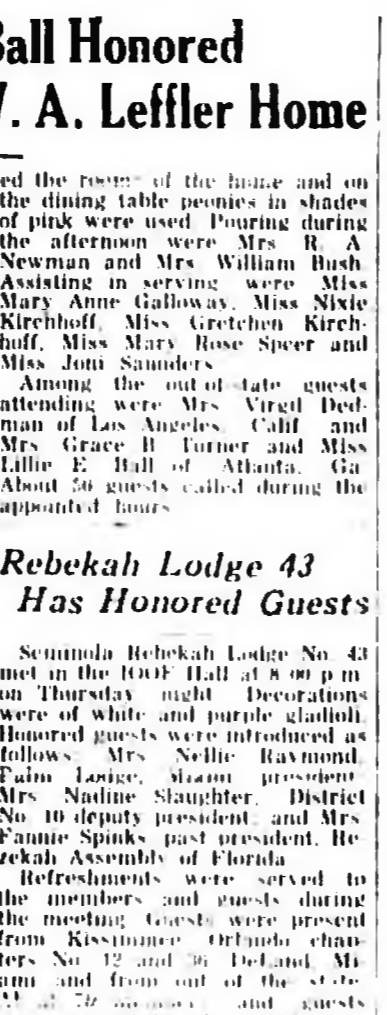 Ball Honored
. A. Leffler Home
ed the rooms of the house and on
the dining table peonies in shades
of pink were used Pouring during
the afternoon were Mrs R. A
Newman and Mrs William Bush
Assisting in serving were Miss
Mary Anne Galloway, Miss Nixie
Kirchhoff, Miss Gretchen Kirch-
hoff, Miss Mary Rose Speer and
Miss Joni Saunders
Among the out of tate guests
attending were Mrs Virgil Ded-
man of Los Angeles, Calif and
Mrs Grace B Turner and Miss
Lillie E Ball of Atlanta, Ga
About 50 guests called during the
appointed hours
Rebekah Lodge 43
Has Honored Guests
Seminola Rebekah Lodge No. 43
met in the IOOF Hall at 8 00 p m
on Thursday night Decorations
were of white and purple gladioli.
Honored guests were introduced as
follows Mrs Nellie Raymond,
Palm Lodge, Miami president
Mrs Nadine Slaughter, District
No 10 deputy president, and Mrs
Fannie Spinks past president, Re-
bekah Assembly of Florida
Refreshments were served to
the members and guests during
the meeting Guests were present
from Kissimmee Orlando chap-
ters No 12 and 36 DeLand, Mi-
ami and from out of the state
and guests